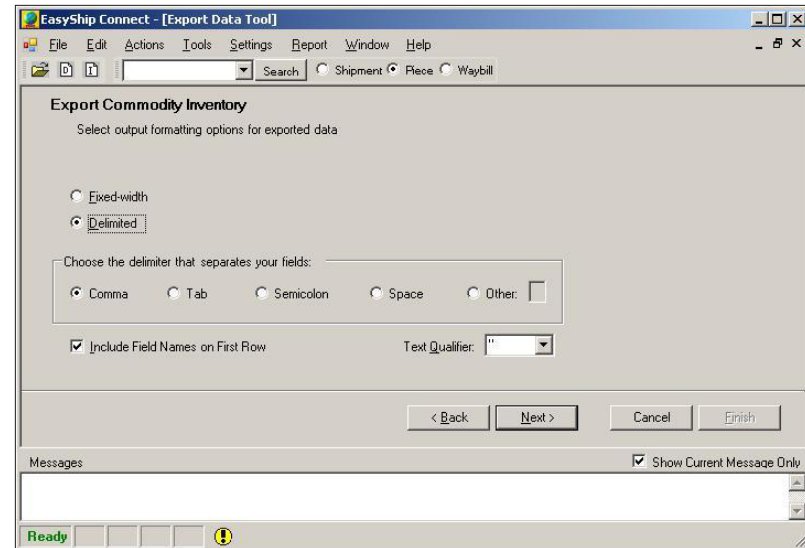 EasyShip Connect - [Export Data Tool]
File Edit Actions Tools Settings Report Window Help
D I Search Shipment Piece Waybill
Export Commodity Inventory
Select output formatting options for exported data
Fixed-width
Delimited
Choose the delimiter that separates your fields:
Comma Tab Semicolon Space Other:
Include Field Names on First Row Text Qualifier: "
< Back Next > Cancel Finish
Messages Show Current Message Only
Ready